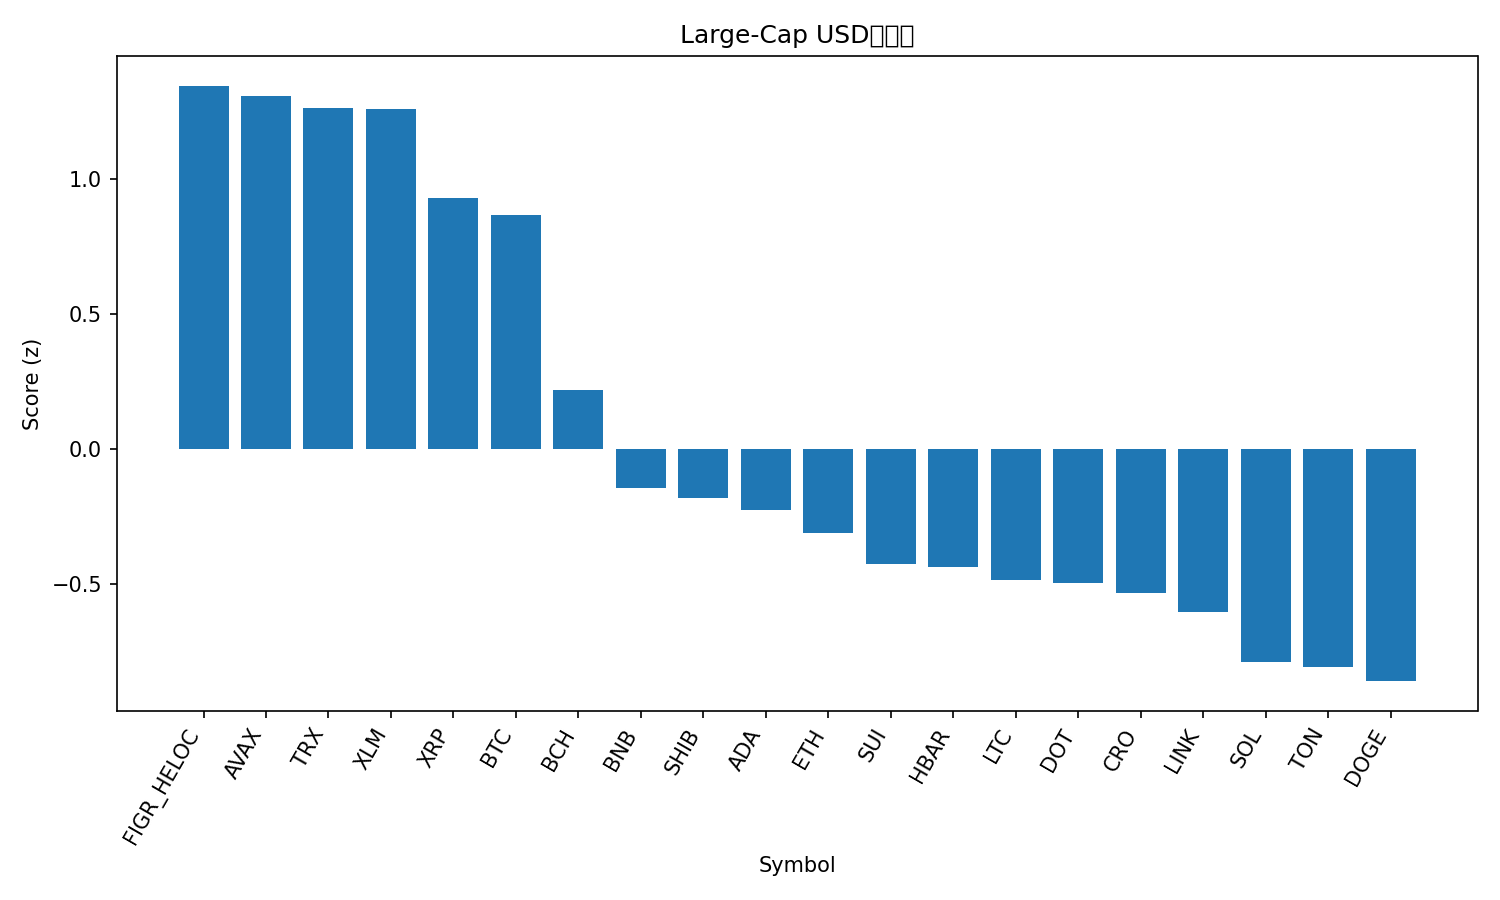 Large-Cap USD
Score (z)
1.0
0.5
0.0
−0.5
FIGR_HELOC
AVAX
TRX
XLM
XRP
BTC
BCH
BNB
SHIB
ADA
ETH
SUI
HBAR
LTC
DOT
CRO
LINK
SOL
TON
DOGE
Symbol